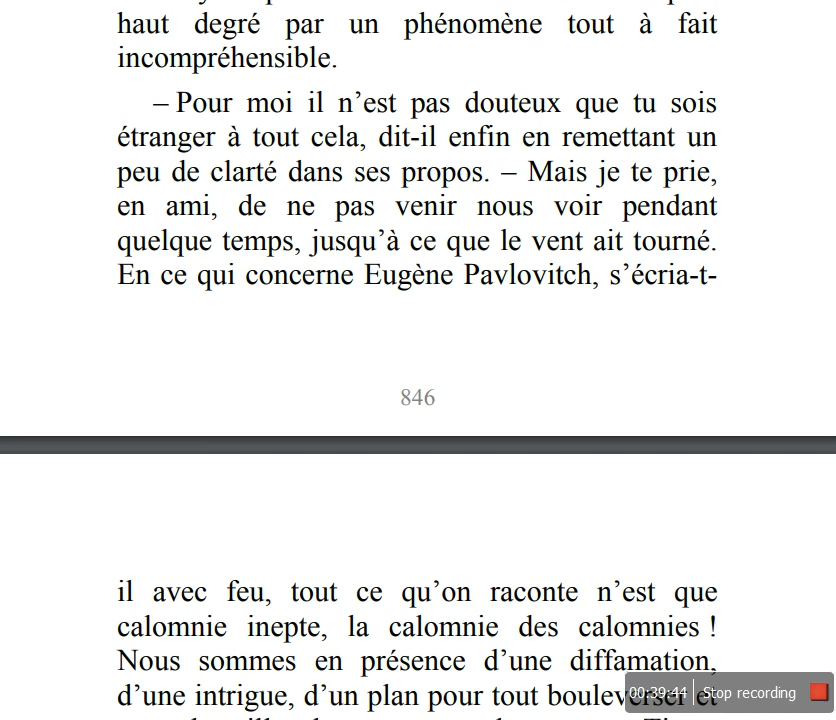 haut degré par un phénomène tout à fait
incompréhensible.
– Pour moi il n’est pas douteux que tu sois
étranger à tout cela, dit-il enfin en remettant un
peu de clarté dans ses propos. – Mais je te prie,
en ami, de ne pas venir nous voir pendant
quelque temps, jusqu’à ce que le vent ait tourné.
En ce qui concerne Eugène Pavlovitch, s’écria-t-
846
il avec feu, tout ce qu’on raconte n’est que
calomnie inepte, la calomnie des calomnies !
Nous sommes en présence d’une diffamation,
d’une intrigue, d’un plan pour tout bouleverser et
00:39:44 Stop recording